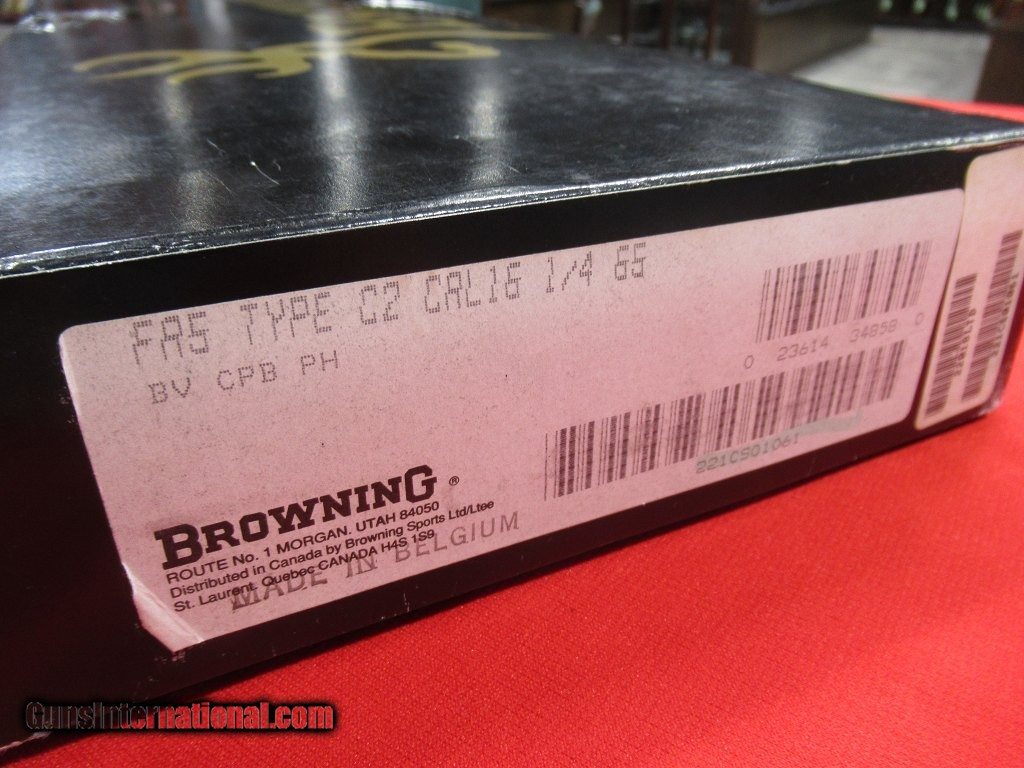 FA5 TYPE C2 CAL16 1/4 65
BV CPB PH
0 23614 34858 0
221CS01061
BROWNING ®
ROUTE No. 1 MORGAN, UTAH 84050
Distributed in Canada by Browning Sports Ltd/Ltee
St. Laurent, Quebec CANADA H4S 1S9
MADE IN BELGIUM
GunsInternational.com